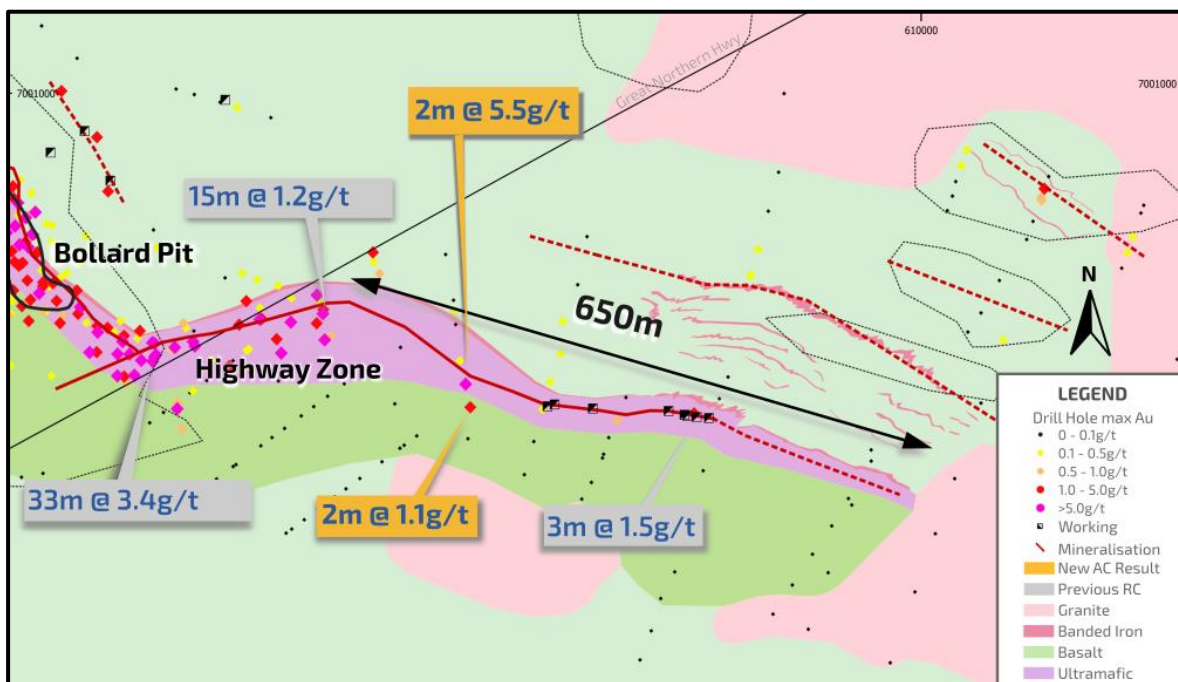 610000
Great Northern Hwy
7001000
7001000
2m @ 5.5g/t
15m @ 1.2g/t
Bollard Pit
N
650m
Highway Zone
33m @ 3.4g/t
2m @ 1.1g/t
3m @ 1.5g/t
LEGEND
Drill Hole max Au
0 - 0.1g/t
0.1 - 0.5g/t
0.5 - 1.0g/t
1.0 - 5.0g/t
>5.0g/t
Working
Mineralisation
New AC Result
Previous RC
Granite
Banded Iron
Basalt
Ultramafic